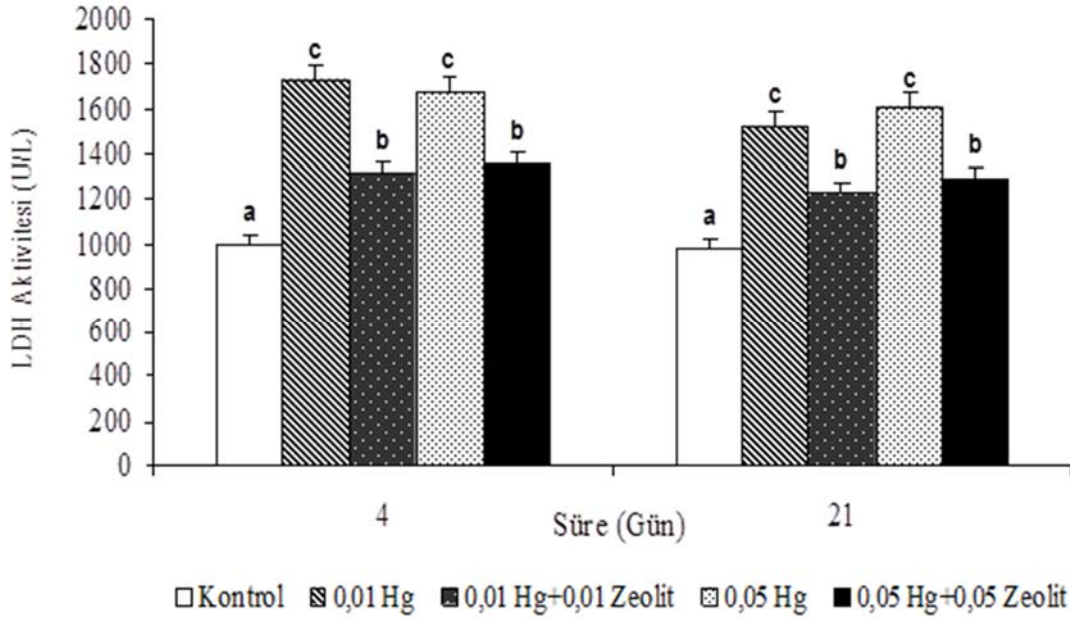 LDH Aktivitesi (U/L)
2000
1800
1600
1400
1200
1000
800
600
400
200
0
a
c
b
c
b
a
c
b
c
b
4
21
Süre (Gün)
Kontrol 0,01 Hg 0,01 Hg+0,01 Zeolit 0,05 Hg 0,05 Hg+0,05 Zeolit